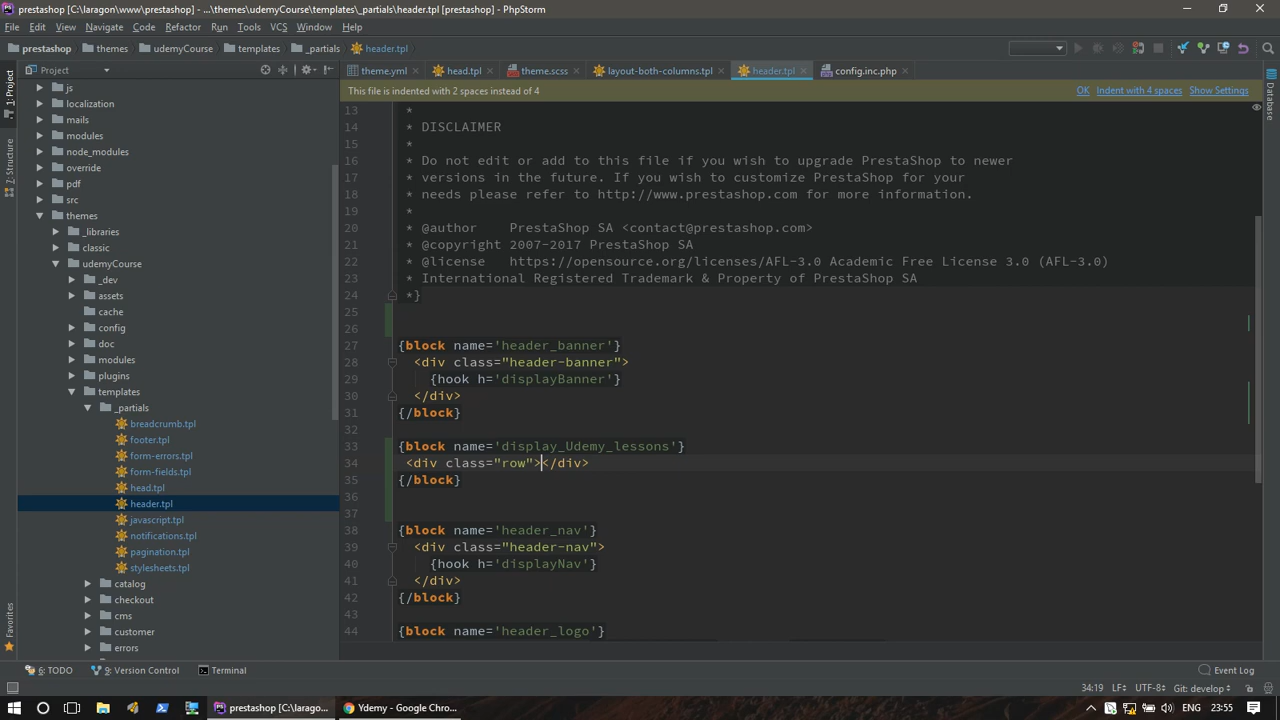 prestashop [C:\laragon\www\prestashop] - ...\themes\udemyCourse\templates\_partials\header.tpl [prestashop] - PhpStorm
File Edit View Navigate Code Refactor Run Tools VCS Window Help
prestashop themes udemyCourse templates _partials header.tpl
1: Project
7: Structure
Favorites
Project
js
localization
mails
modules
node_modules
override
pdf
src
themes
_libraries
classic
udemyCourse
_dev
assets
cache
config
doc
modules
plugins
templates
_partials
breadcrumb.tpl
footer.tpl
form-errors.tpl
form-fields.tpl
head.tpl
header.tpl
javascript.tpl
notifications.tpl
pagination.tpl
stylesheets.tpl
catalog
checkout
cms
customer
errors
theme.yml head.tpl theme.scss layout-both-columns.tpl header.tpl config.inc.php
This file is indented with 2 spaces instead of 4 OK Indent with 4 spaces Show Settings
13 *
14 * DISCLAIMER
15 *
16 * Do not edit or add to this file if you wish to upgrade PrestaShop to newer
17 * versions in the future. If you wish to customize PrestaShop for your
18 * needs please refer to http://www.prestashop.com for more information.
19 *
20 * @author PrestaShop SA <contact@prestashop.com>
21 * @copyright 2007-2017 PrestaShop SA
22 * @license https://opensource.org/licenses/AFL-3.0 Academic Free License 3.0 (AFL-3.0)
23 * International Registered Trademark & Property of PrestaShop SA
24 *}
25
26
27 {block name='header_banner'}
28 <div class="header-banner">
29 {hook h='displayBanner'}
30 </div>
31 {/block}
32
33 {block name='display_Udemy_lessons'}
34 <div class="row"></div>
35 {/block}
36
37
38 {block name='header_nav'}
39 <div class="header-nav">
40 {hook h='displayNav'}
41 </div>
42 {/block}
43
44 {block name='header_logo'}
Database
6: TODO 9: Version Control Terminal Event Log
34:19 LF÷ UTF-8÷ Git: develop÷
prestashop [C:\larago... Ydemy - Google Chro... ENG 23:55